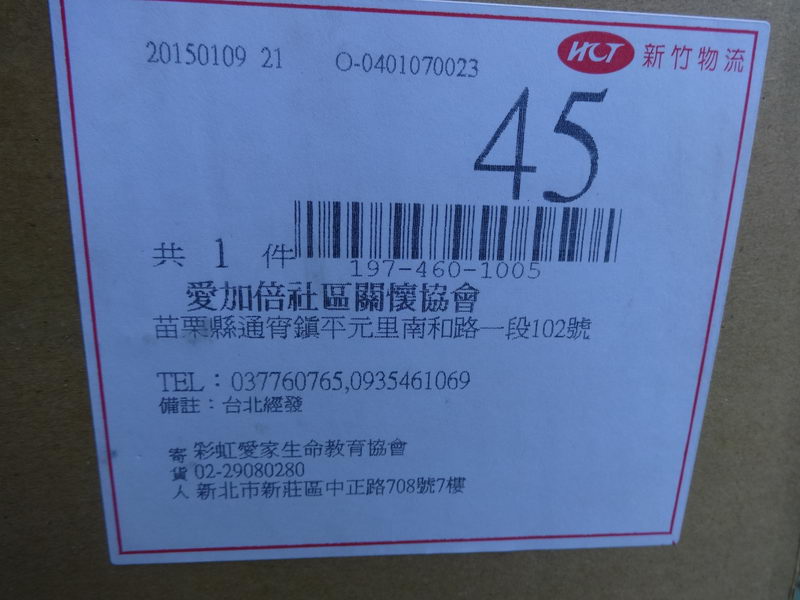 20150109 21 O-0401070023 HCT 新竹物流
45
共 1 件
197-460-1005
愛加倍社區關懷協會
苗栗縣通宵鎮平元里南和路一段102號
TEL：037760765,0935461069
備註：台北經發
寄貨人
彩虹愛家生命教育協會
02-29080280
新北市新莊區中正路708號7樓